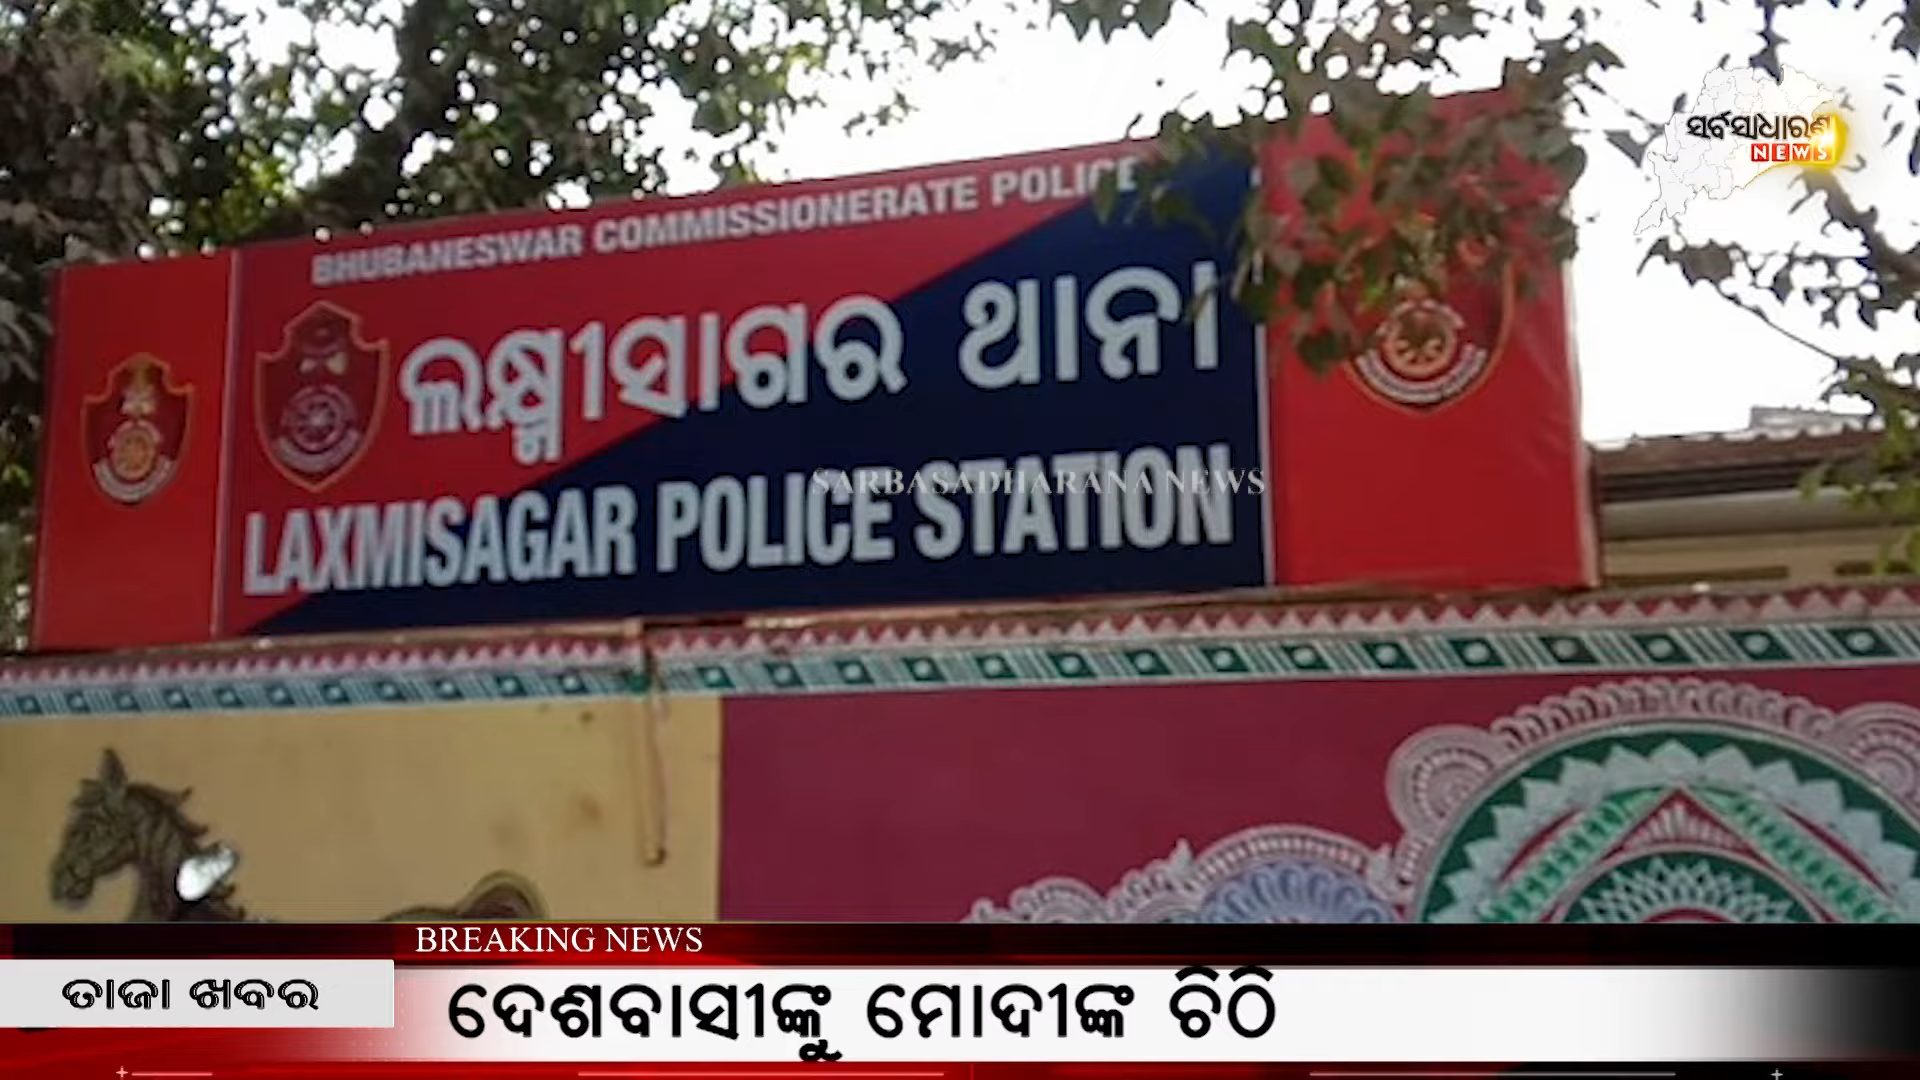 ସର୍ବସାଧାରଣ
NEWS
BHUBANESWAR COMMISSIONERATE POLICE
ଲକ୍ଷ୍ମୀସାଗର ଥାନା
LAXMISAGAR POLICE STATION
SARBASADHARANA NEWS
BREAKING NEWS
ତାଜା ଖବର
ଦେଶବାସୀଙ୍କୁ ମୋଦୀଙ୍କ ଚିଠି